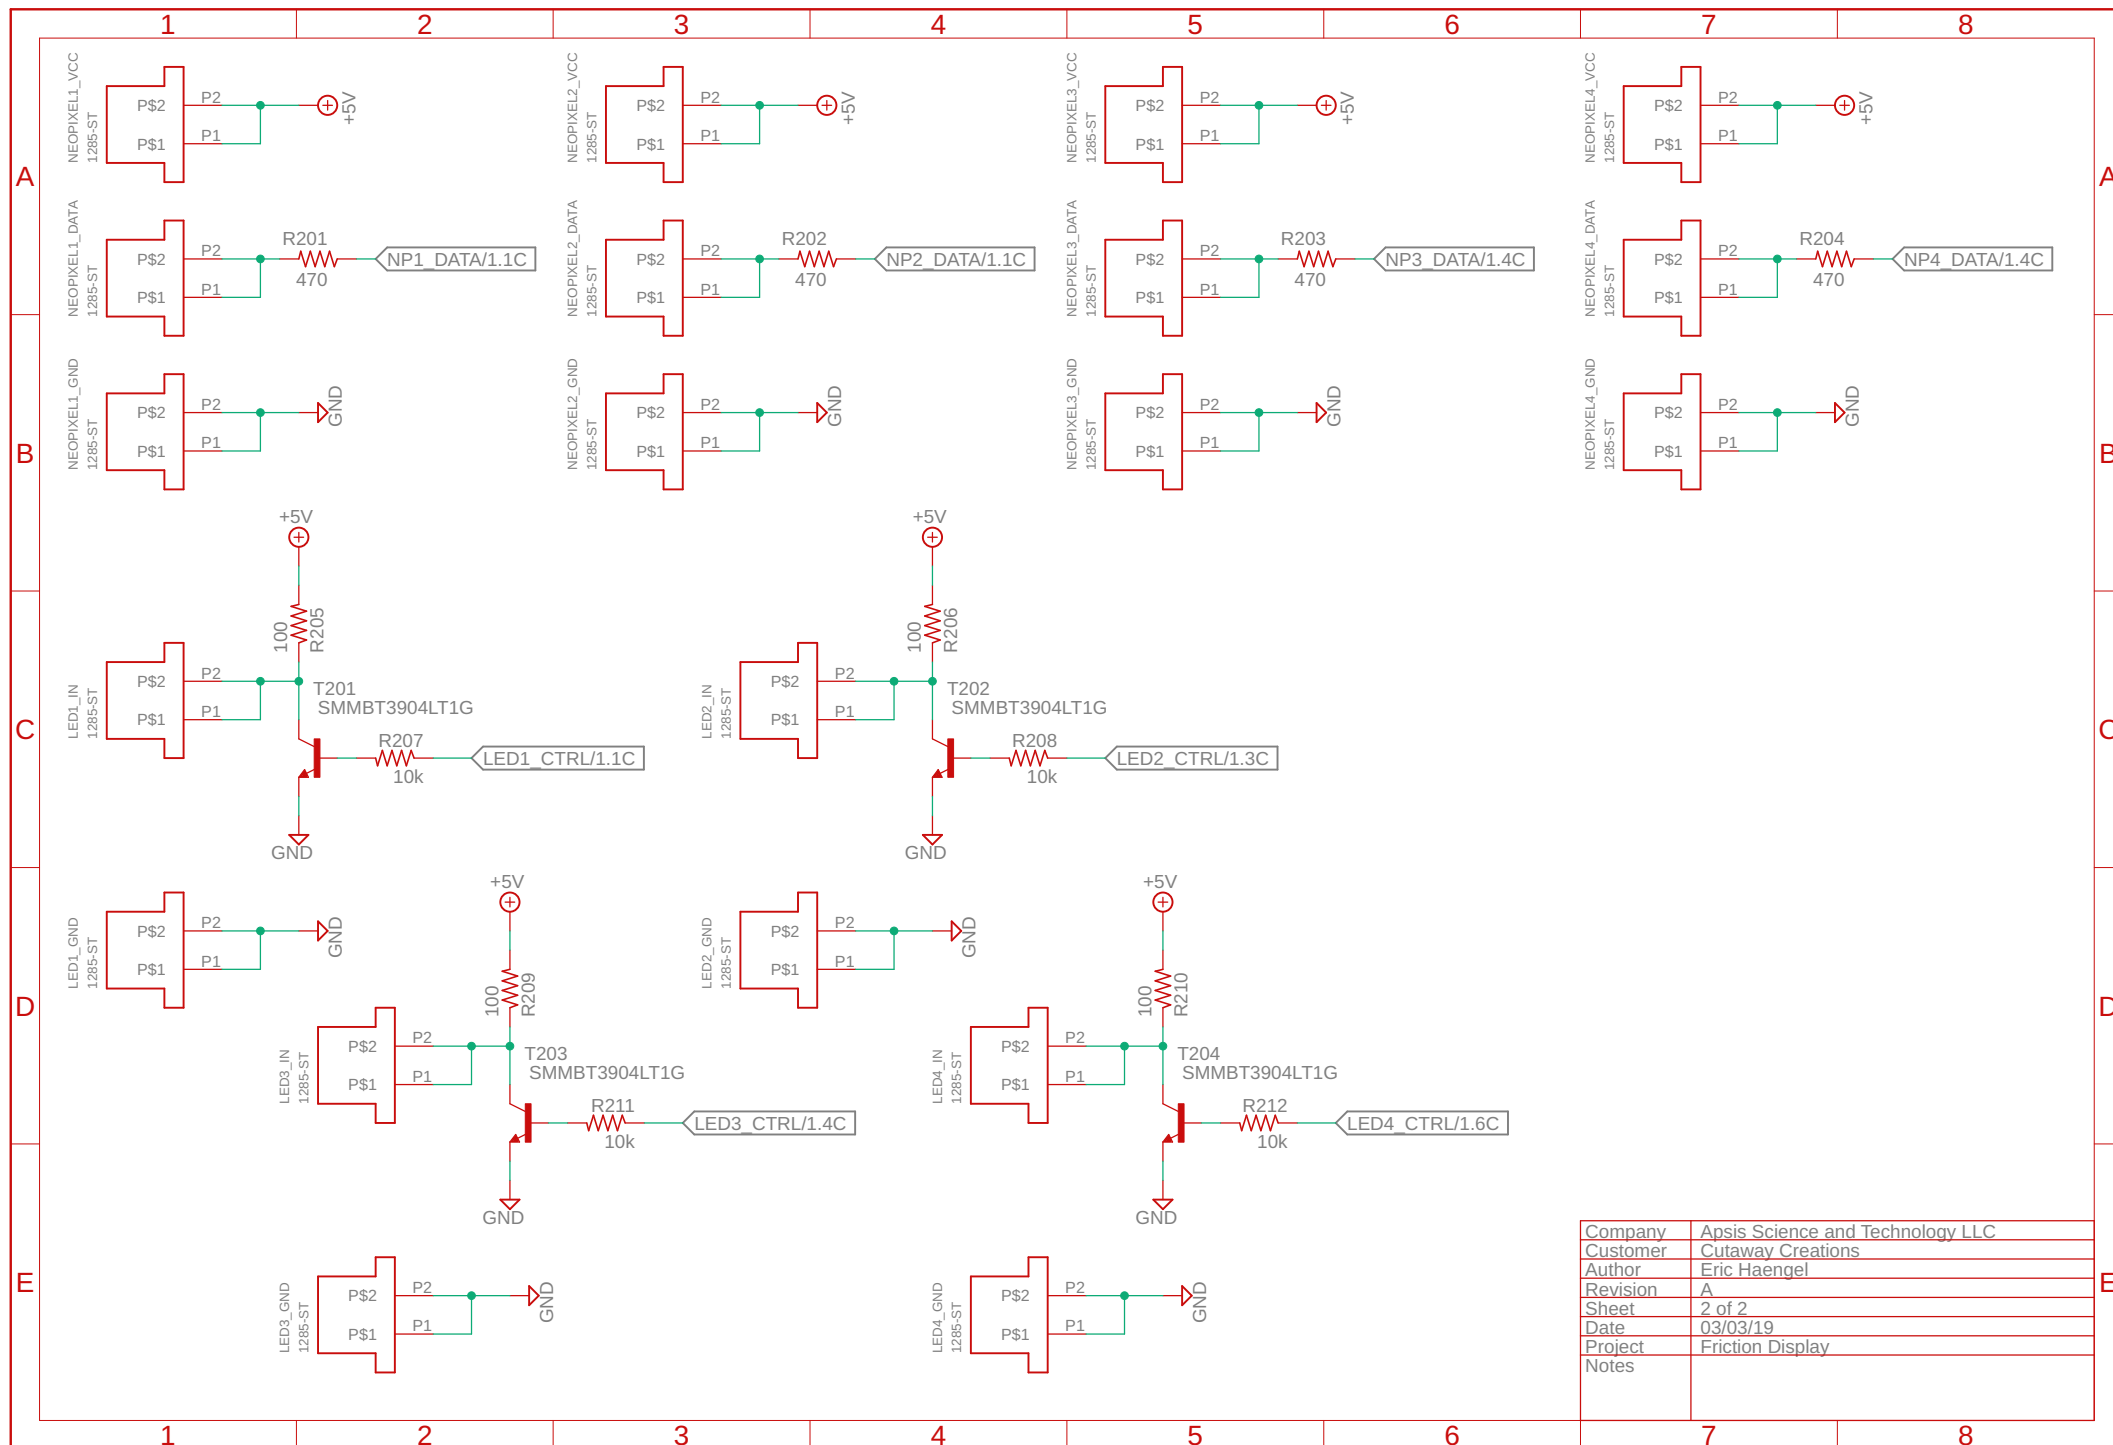 1 2 3 4 5 6 7 8
A
A
NEOPIXEL1_VCC
1285-ST
P$2
P$1
P2
P1
+5V
NEOPIXEL2_VCC
1285-ST
P$2
P$1
P2
P1
+5V
NEOPIXEL3_VCC
1285-ST
P$2
P$1
P2
P1
+5V
NEOPIXEL4_VCC
1285-ST
P$2
P$1
P2
P1
+5V
NEOPIXEL1_DATA
1285-ST
P$2
P$1
P2
P1
R201
470
NP1_DATA/1.1C
NEOPIXEL2_DATA
1285-ST
P$2
P$1
P2
P1
R202
470
NP2_DATA/1.1C
NEOPIXEL3_DATA
1285-ST
P$2
P$1
P2
P1
R203
470
NP3_DATA/1.4C
NEOPIXEL4_DATA
1285-ST
P$2
P$1
P2
P1
R204
470
NP4_DATA/1.4C
B
B
NEOPIXEL1_GND
1285-ST
P$2
P$1
P2
P1
GND
NEOPIXEL2_GND
1285-ST
P$2
P$1
P2
P1
GND
NEOPIXEL3_GND
1285-ST
P$2
P$1
P2
P1
GND
NEOPIXEL4_GND
1285-ST
P$2
P$1
P2
P1
GND
C
C
+5V
100
R205
LED1_IN
1285-ST
P$2
P$1
P2
P1
T201
SMMBT3904LT1G
R207
10k
LED1_CTRL/1.1C
GND
+5V
100
R206
LED2_IN
1285-ST
P$2
P$1
P2
P1
T202
SMMBT3904LT1G
R208
10k
LED2_CTRL/1.3C
GND
D
D
LED1_GND
1285-ST
P$2
P$1
P2
P1
GND
+5V
100
R209
LED3_IN
1285-ST
P$2
P$1
P2
P1
T203
SMMBT3904LT1G
R211
10k
LED3_CTRL/1.4C
GND
LED2_GND
1285-ST
P$2
P$1
P2
P1
GND
+5V
100
R210
LED4_IN
1285-ST
P$2
P$1
P2
P1
T204
SMMBT3904LT1G
R212
10k
LED4_CTRL/1.6C
GND
E
E
LED3_GND
1285-ST
P$2
P$1
P2
P1
GND
LED4_GND
1285-ST
P$2
P$1
P2
P1
GND
Company Apsis Science and Technology LLC
Customer Cutaway Creations
Author Eric Haengel
Revision A
Sheet 2 of 2
Date 03/03/19
Project Friction Display
Notes
1 2 3 4 5 6 7 8